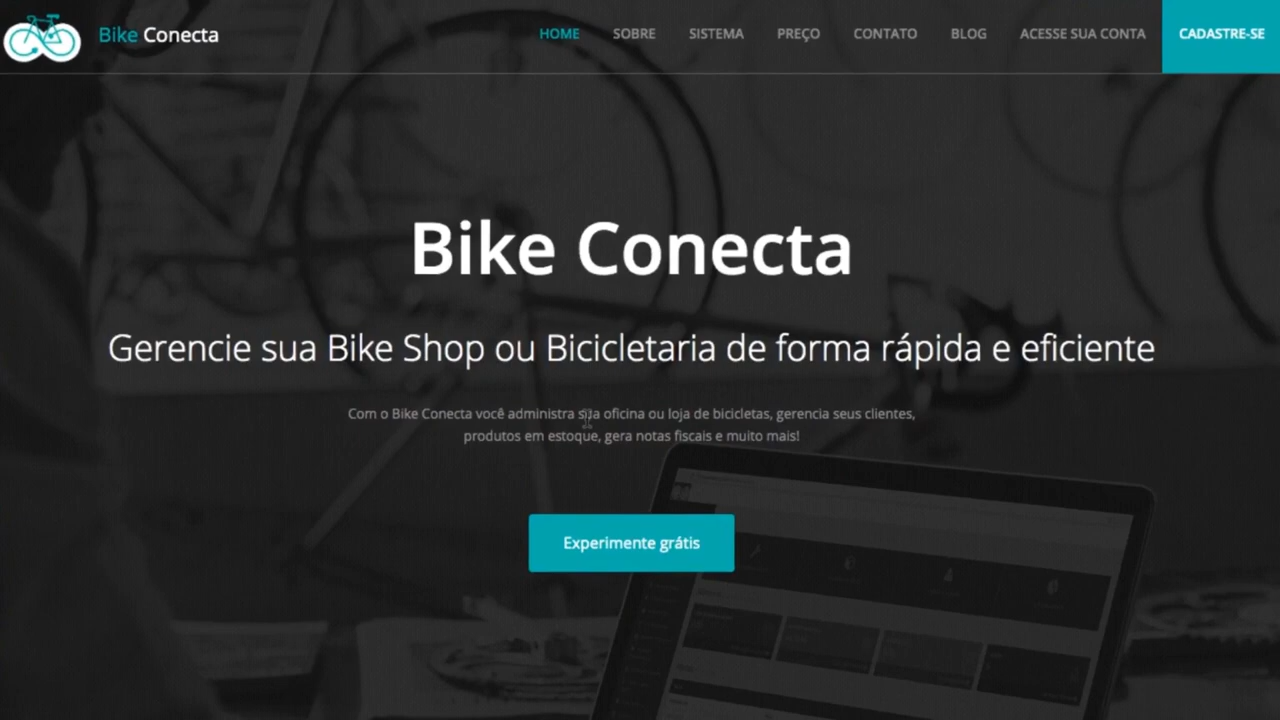 Bike Conecta
HOME
SOBRE
SISTEMA
PREÇO
CONTATO
BLOG
ACESSE SUA CONTA
CADASTRE-SE
Bike Conecta
Gerencie sua Bike Shop ou Bicicletaria de forma rápida e eficiente
Com o Bike Conecta você administra sua oficina ou loja de bicicletas, gerencia seus clientes,
produtos em estoque, gera notas fiscais e muito mais!
Experimente grátis